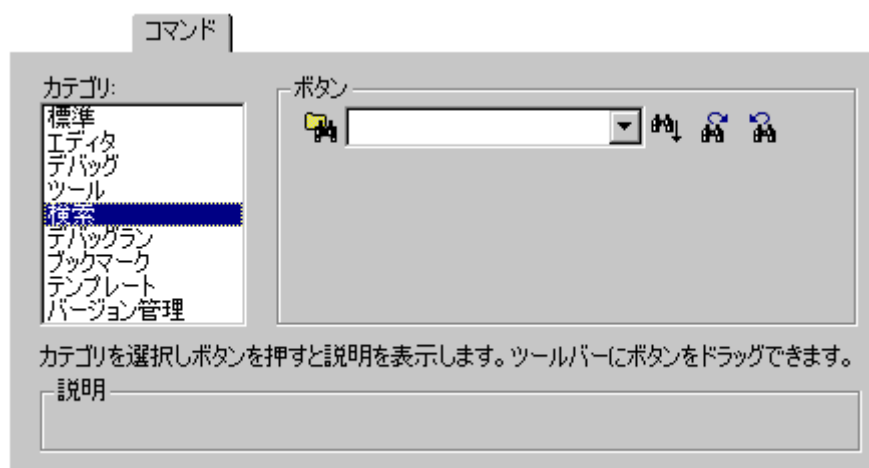 コマンド
カテゴリ:
標準
エディタ
デバッグ
ツール
検索
デバッグラン
ブックマーク
テンプレート
バージョン管理
ボタン
カテゴリを選択しボタンを押すと説明を表示します。ツールバーにボタンをドラッグできます。
説明